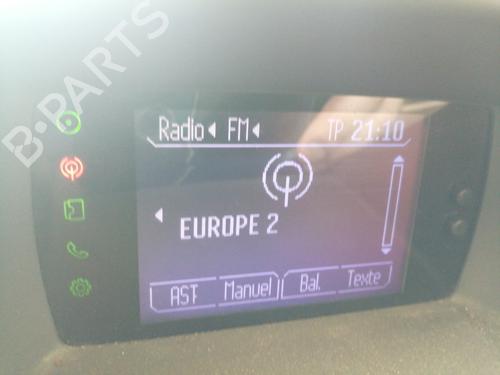 B-PARTS
Radio FM TP 21:10
EUROPE 2
AST Manuel Bal. Texte